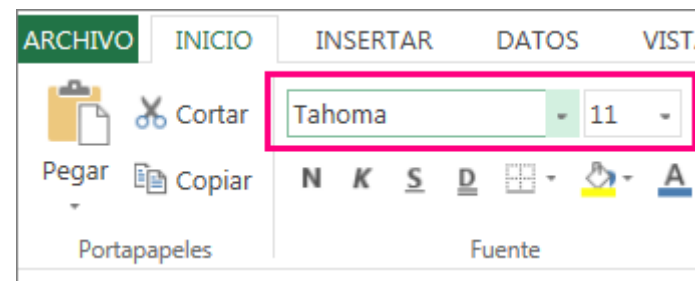 ARCHIVO INICIO INSERTAR DATOS VIST
Cortar Tahoma 11
Pegar Copiar N K S D A
Portapapeles Fuente